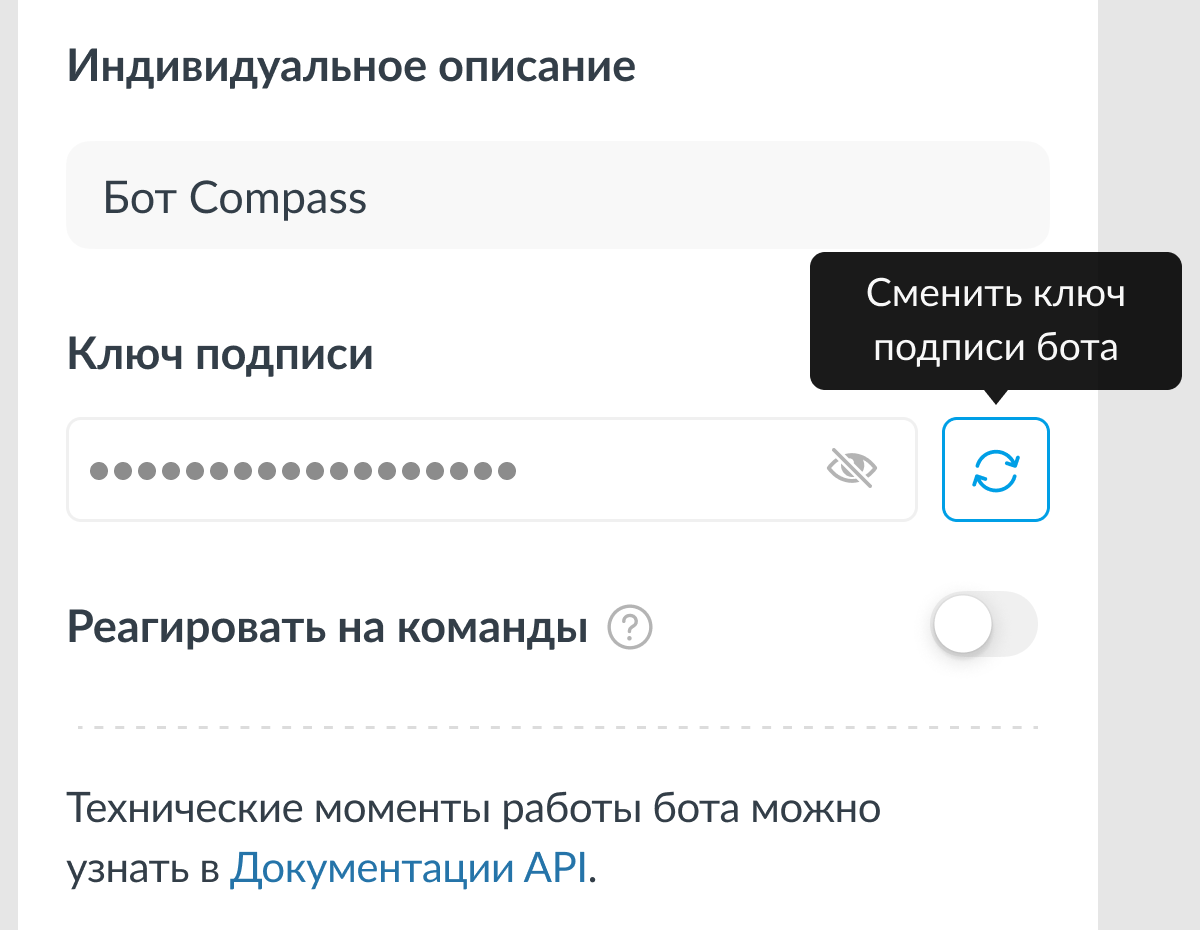 Индивидуальное описание
Бот Compass
Сменить ключ
подписи бота
Ключ подписи
Реагировать на команды ?
Технические моменты работы бота можно
узнать в Документации API.